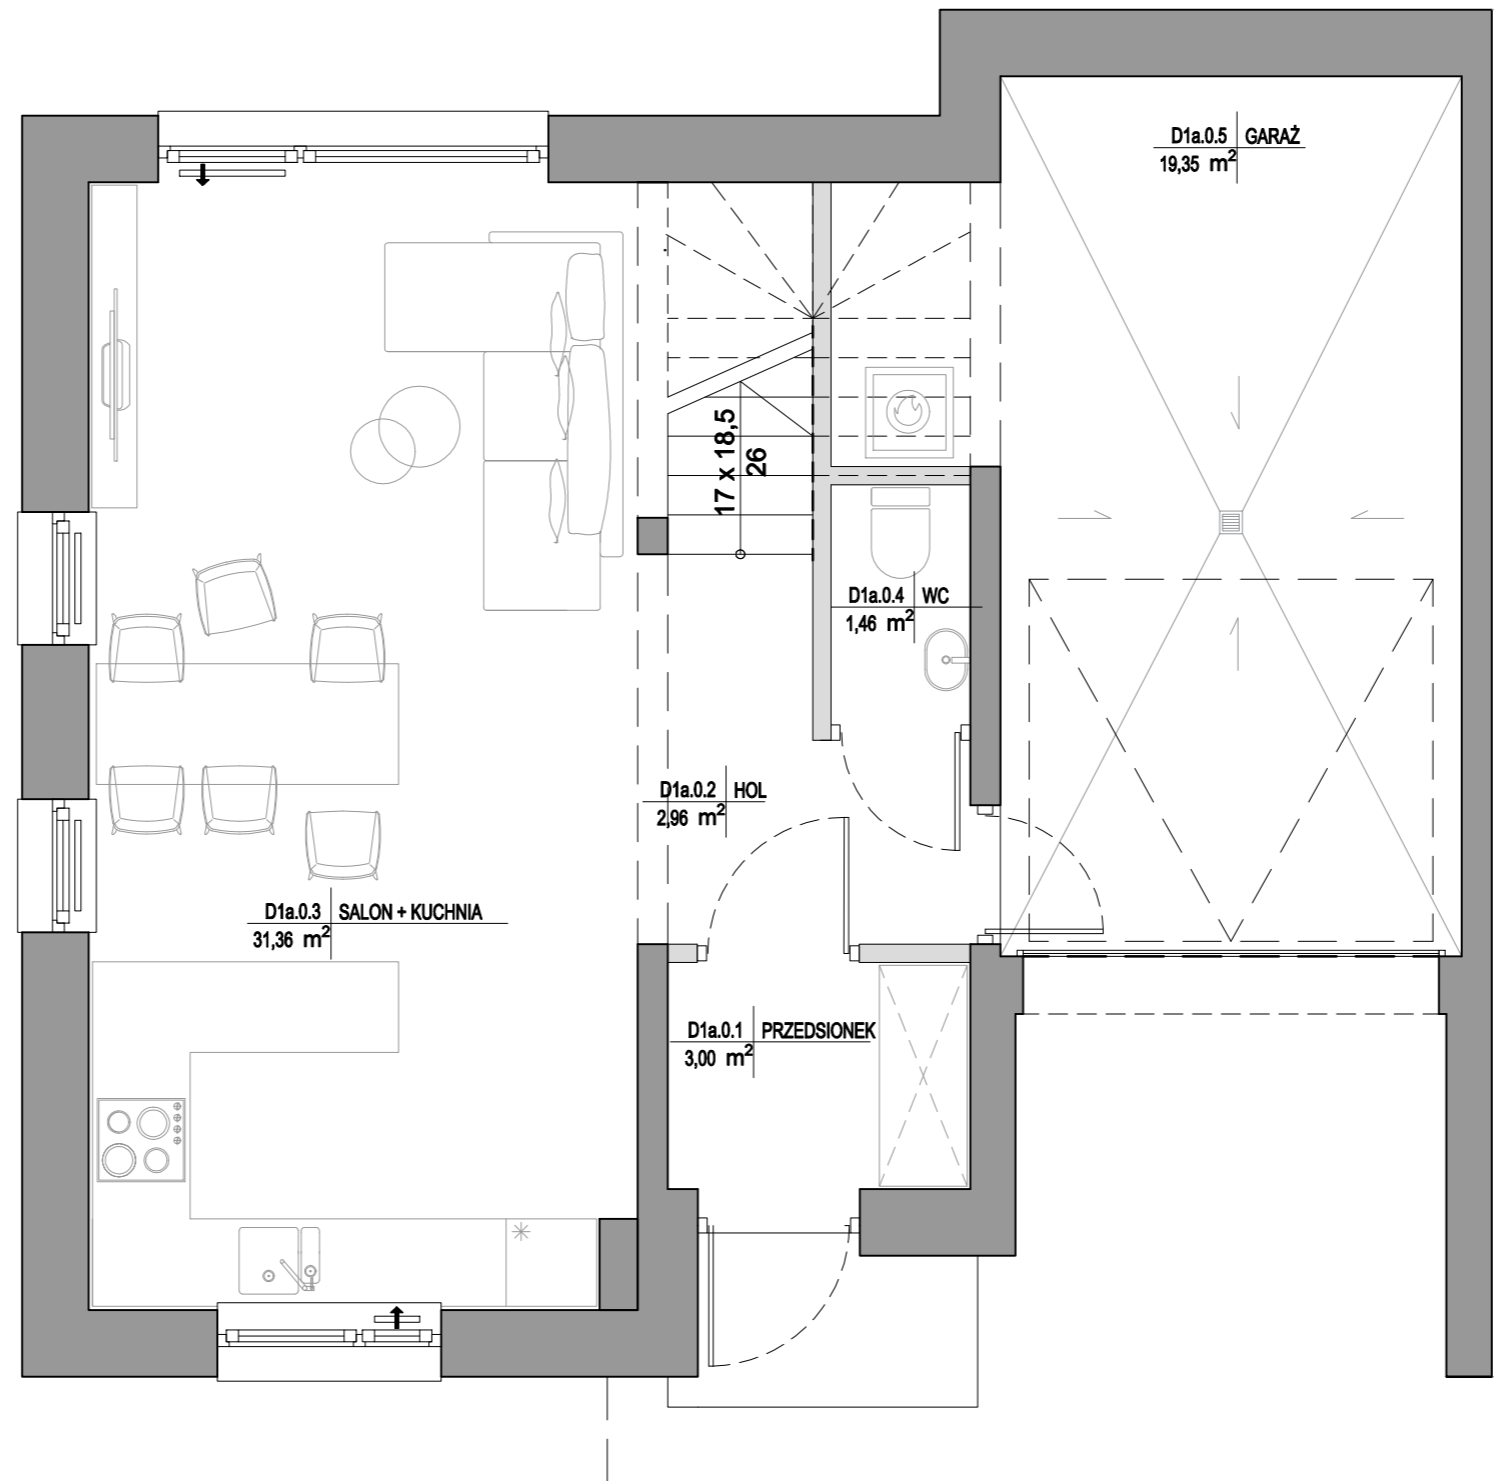 D1a.0.5 GARAŻ
19,35 m²
17 x 18,5
26
D1a.0.4 WC
1,46 m²
D1a.0.2 HOL
2,96 m²
D1a.0.3 SALON + KUCHNIA
31,36 m²
D1a.0.1 PRZEDSIONEK
3,00 m²